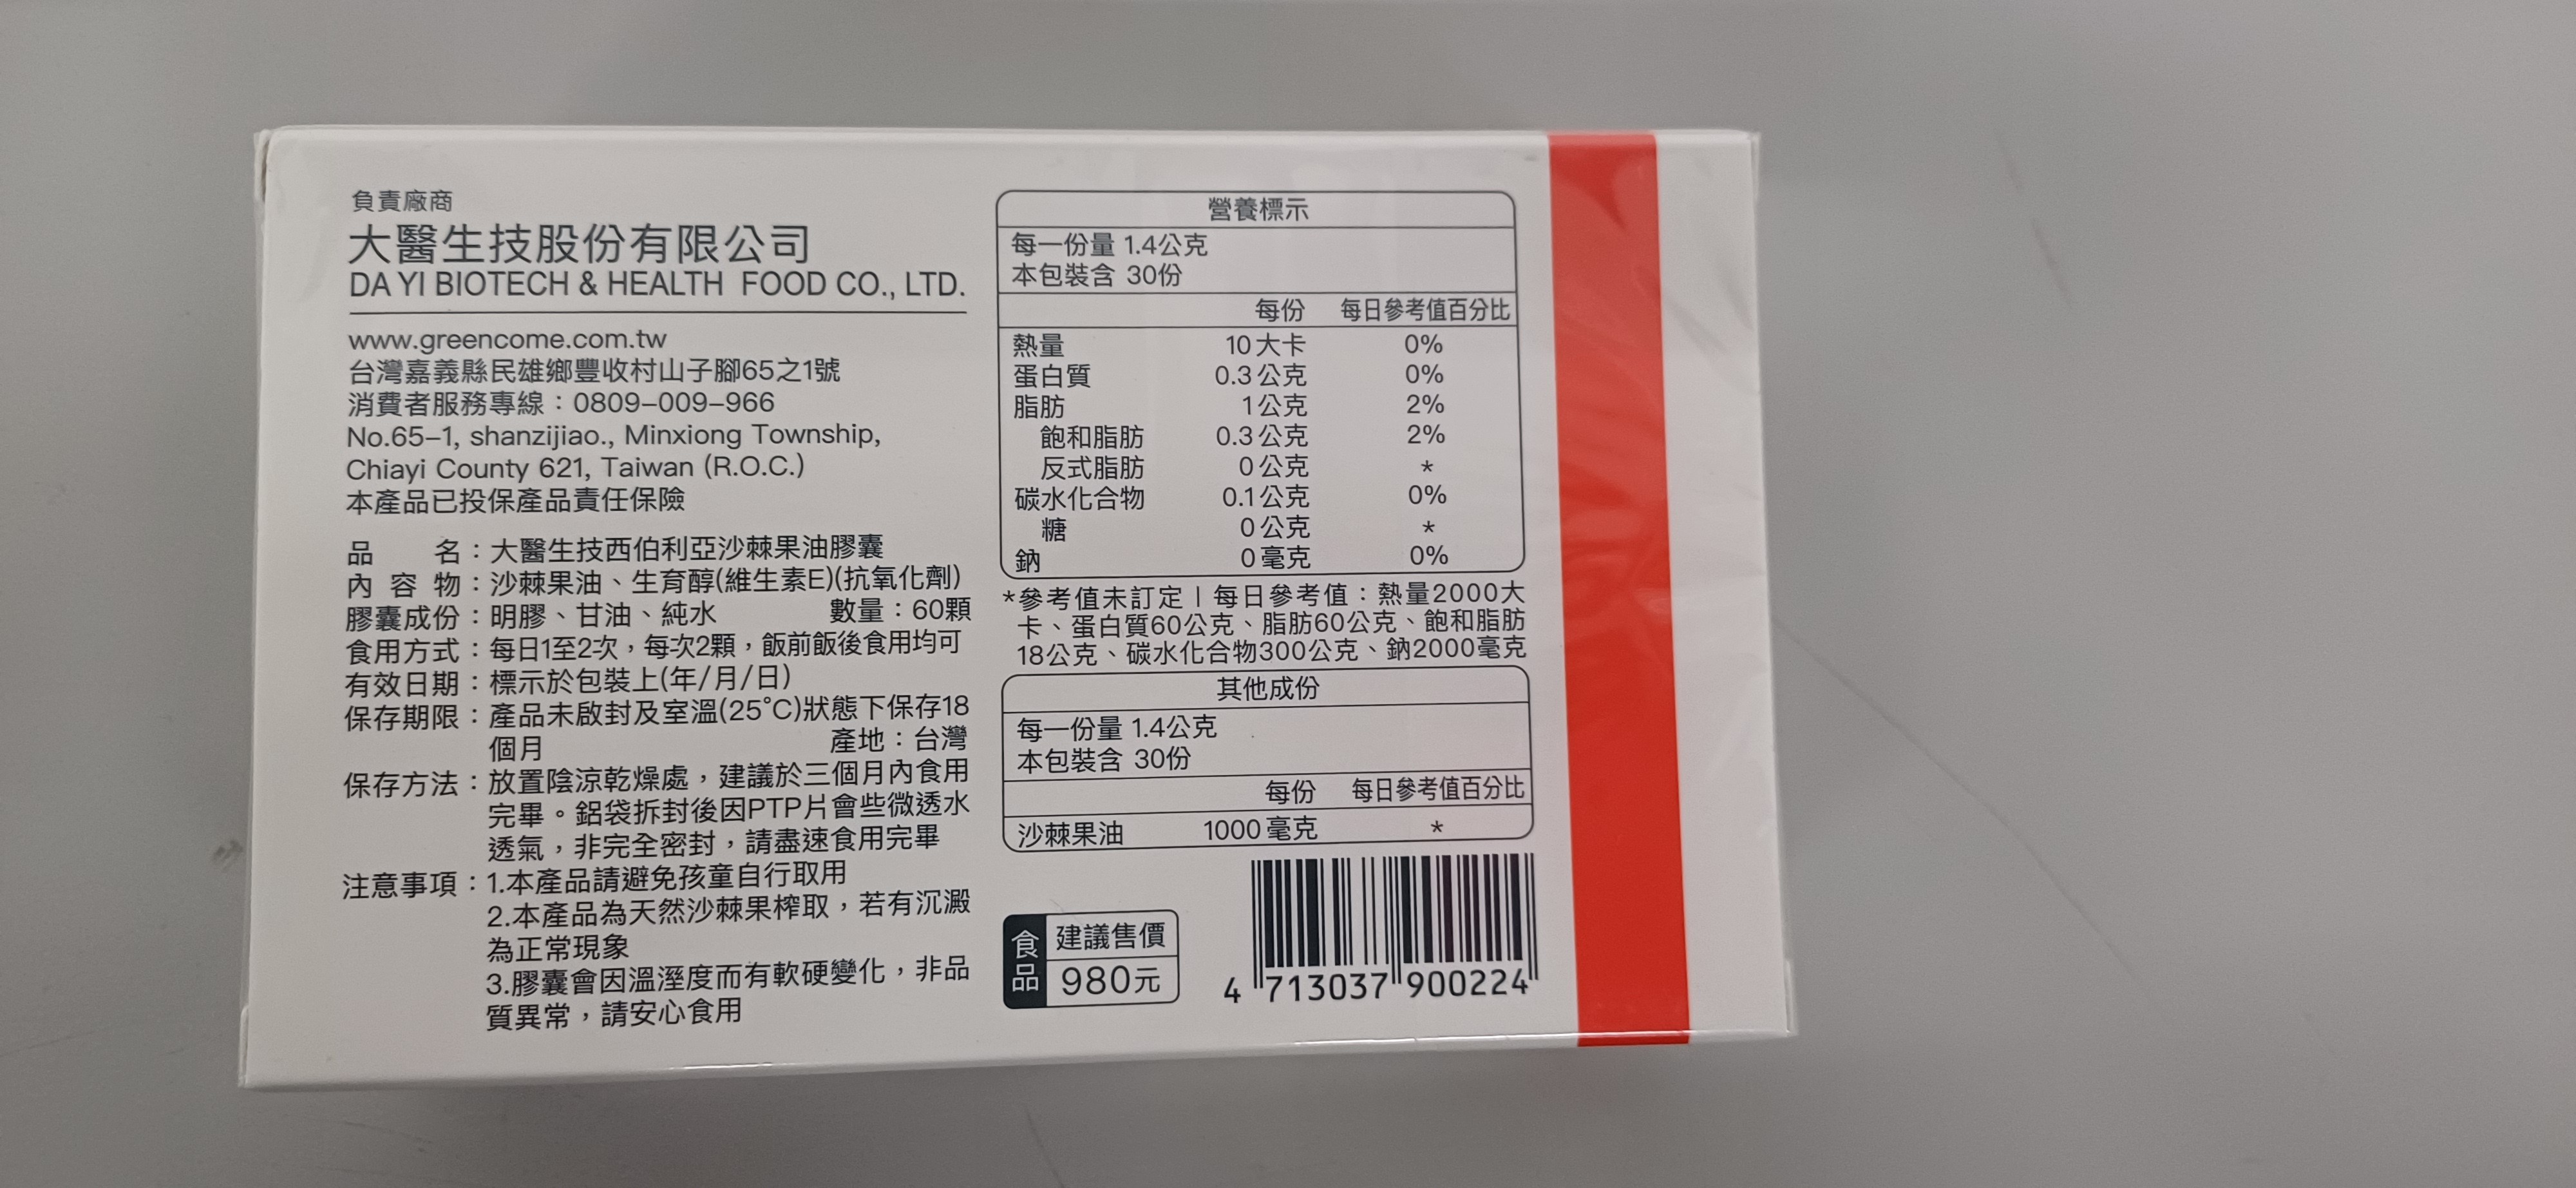 負責廠商
大醫生技股份有限公司
DA YI BIOTECH & HEALTH FOOD CO., LTD.
www.greencome.com.tw
台灣嘉義縣民雄鄉豐收村山子腳65之1號
消費者服務專線：0809-009-966
No.65-1, shanzijiao., Minxiong Township,
Chiayi County 621, Taiwan (R.O.C.)
本產品已投保產品責任保險
品　　名：大醫生技西伯利亞沙棘果油膠囊
內 容 物：沙棘果油、生育醇(維生素E)(抗氧化劑)
膠囊成份：明膠、甘油、純水　數量：60顆
食用方式：每日1至2次，每次2顆，飯前飯後食用均可
有效日期：標示於包裝上(年/月/日)
保存期限：產品未啟封及室溫(25°C)狀態下保存18
個月　產地：台灣
保存方法：放置陰涼乾燥處，建議於三個月內食用
完畢。鋁袋拆封後因PTP片會些微透水
透氣，非完全密封，請盡速食用完畢
注意事項：1.本產品請避免孩童自行取用
2.本產品為天然沙棘果榨取，若有沉澱
為正常現象
3.膠囊會因溫溼度而有軟硬變化，非品
質異常，請安心食用
營養標示
每一份量 1.4公克
本包裝含 30份
每份　每日參考值百分比
熱量　10大卡　0%
蛋白質　0.3公克　0%
脂肪　1公克　2%
飽和脂肪　0.3公克　2%
反式脂肪　0公克　*
碳水化合物　0.1公克　0%
糖　0公克　*
鈉　0毫克　0%
*參考值未訂定 | 每日參考值：熱量2000大
卡、蛋白質60公克、脂肪60公克、飽和脂肪
18公克、碳水化合物300公克、鈉2000毫克
其他成份
每一份量 1.4公克
本包裝含 30份
每份　每日參考值百分比
沙棘果油　1000毫克　*
食品
建議售價
980元
4 713037 900224